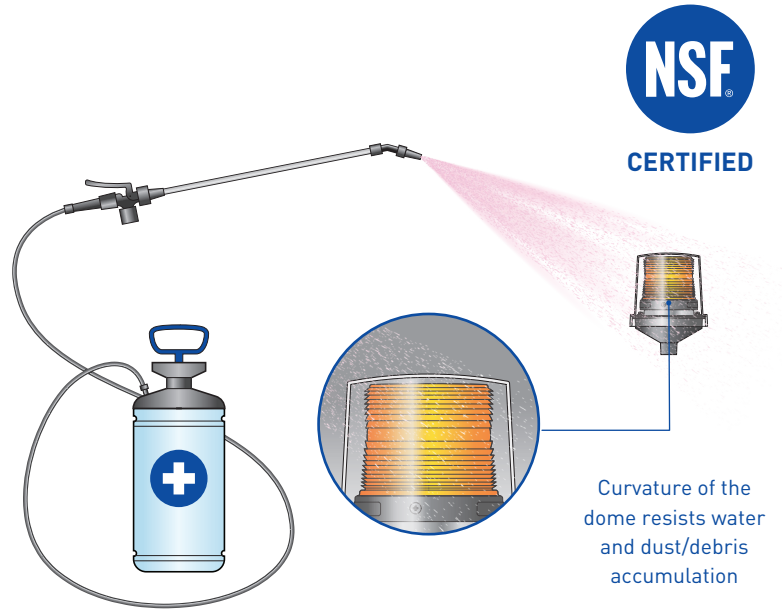 NSF®
CERTIFIED
Curvature of the
dome resists water
and dust/debris
accumulation